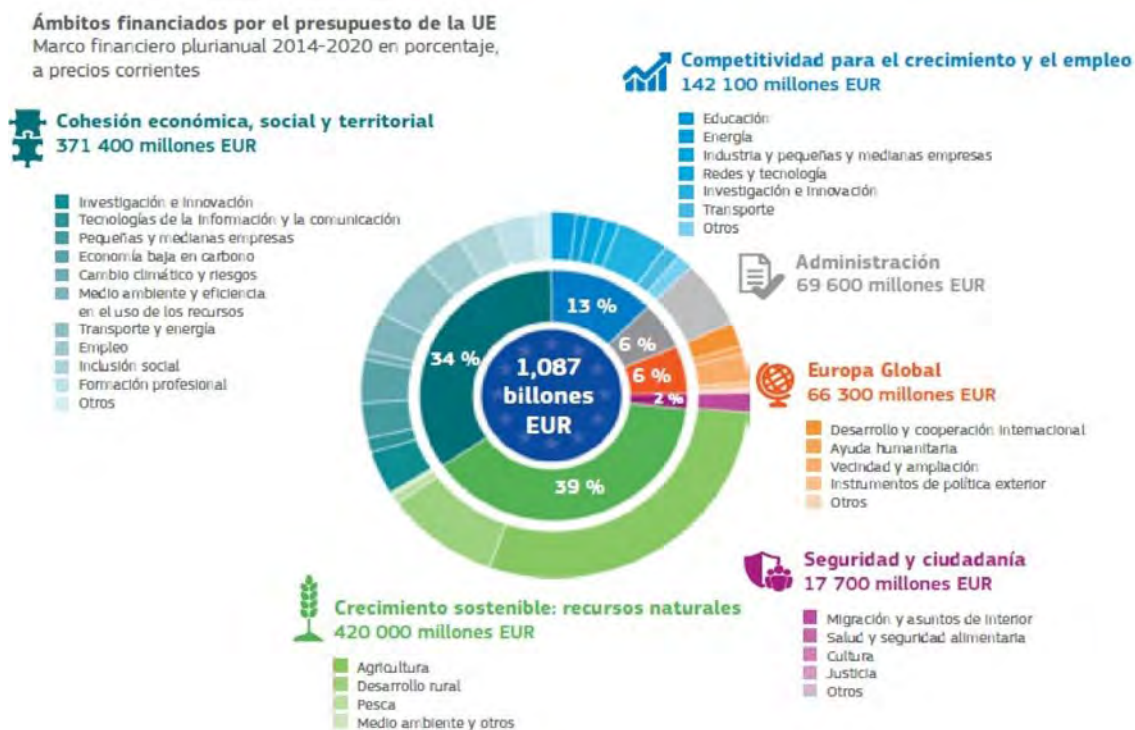 Ámbitos financiados por el presupuesto de la UE
Marco financiero plurianual 2014-2020 en porcentaje,
a precios corrientes
Cohesión económica, social y territorial
371 400 millones EUR
Investigación e innovación
Tecnologías de la información y la comunicación
Pequeñas y medianas empresas
Economía baja en carbono
Cambio climático y riesgos
Medio ambiente y eficiencia
en el uso de los recursos
Transporte y energía
Empleo
Inclusión social
Formación profesional
Otros
Competitividad para el crecimiento y el empleo
142 100 millones EUR
Educación
Energía
Industria y pequeñas y medianas empresas
Redes y tecnología
Investigación e innovación
Transporte
Otros
Administración
69 600 millones EUR
Europa Global
66 300 millones EUR
Desarrollo y cooperación internacional
Ayuda humanitaria
Vecindad y ampliación
Instrumentos de política exterior
Otros
13 %
6 %
6 %
2 %
34 %
39 %
1,087
billones
EUR
Seguridad y ciudadanía
17 700 millones EUR
Migración y asuntos de interior
Salud y seguridad alimentaria
Cultura
Justicia
Otros
Crecimiento sostenible: recursos naturales
420 000 millones EUR
Agricultura
Desarrollo rural
Pesca
Medio ambiente y otros